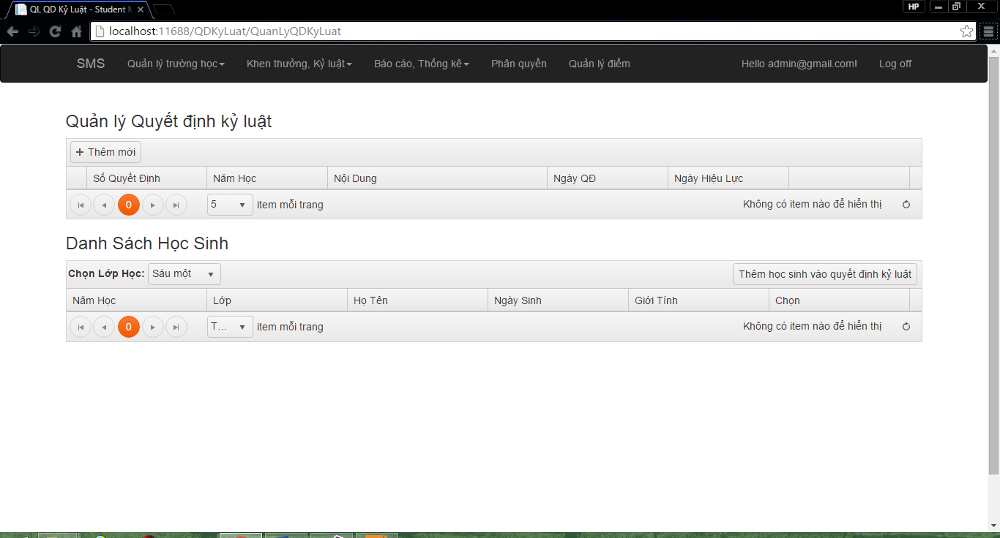 QL QD Kỷ Luật - Student
HP
localhost:11688/QDKyLuat/QuanLyQDKyLuat
SMS Quản lý trường học Khen thưởng, Kỷ luật Báo cáo, Thống kê Phân quyền Quản lý điểm Hello admin@gmail.com! Log off
Quản lý Quyết định kỷ luật
+ Thêm mới
Số Quyết Định Năm Học Nội Dung Ngày QĐ Ngày Hiệu Lực
0 5 item mỗi trang Không có item nào để hiển thị
Danh Sách Học Sinh
Chọn Lớp Học: Sáu một Thêm học sinh vào quyết định kỷ luật
Năm Học Lớp Họ Tên Ngày Sinh Giới Tính Chọn
0 T... item mỗi trang Không có item nào để hiển thị